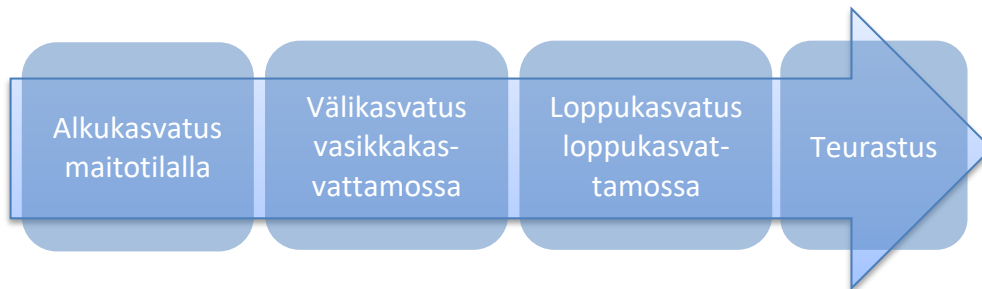 Alkukasvatus
maitotilalla
Välikasvatus
vasikkakas-
vattamossa
Loppukasvatus
loppukasvat-
tamossa
Teurastus